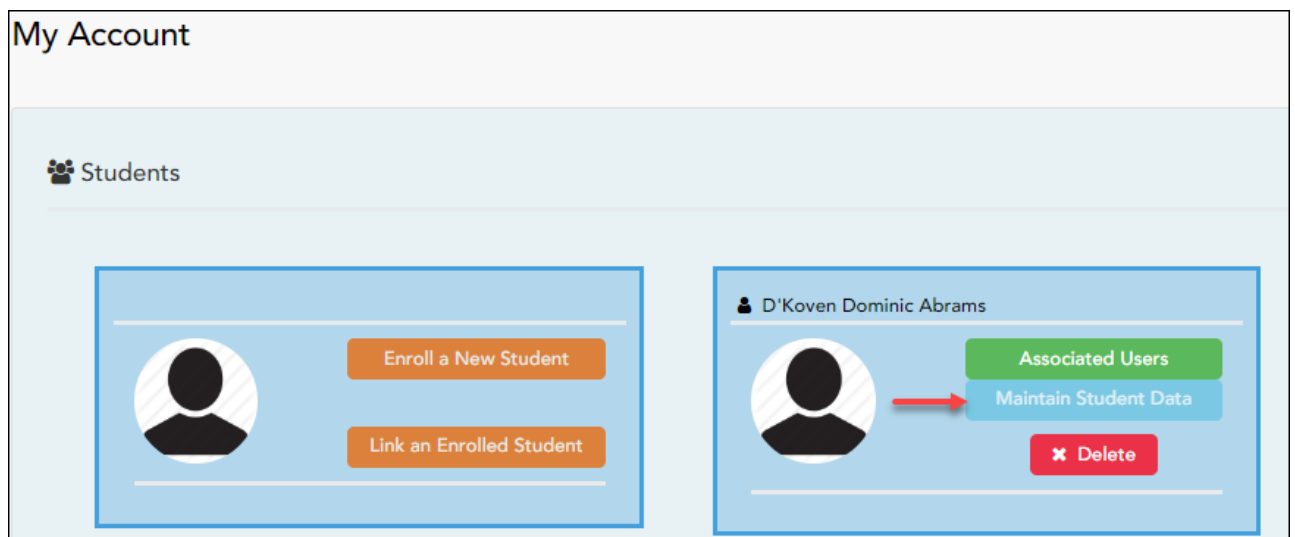 My Account
Students
Enroll a New Student
Link an Enrolled Student
D'Koven Dominic Abrams
Associated Users
Maintain Student Data
Delete